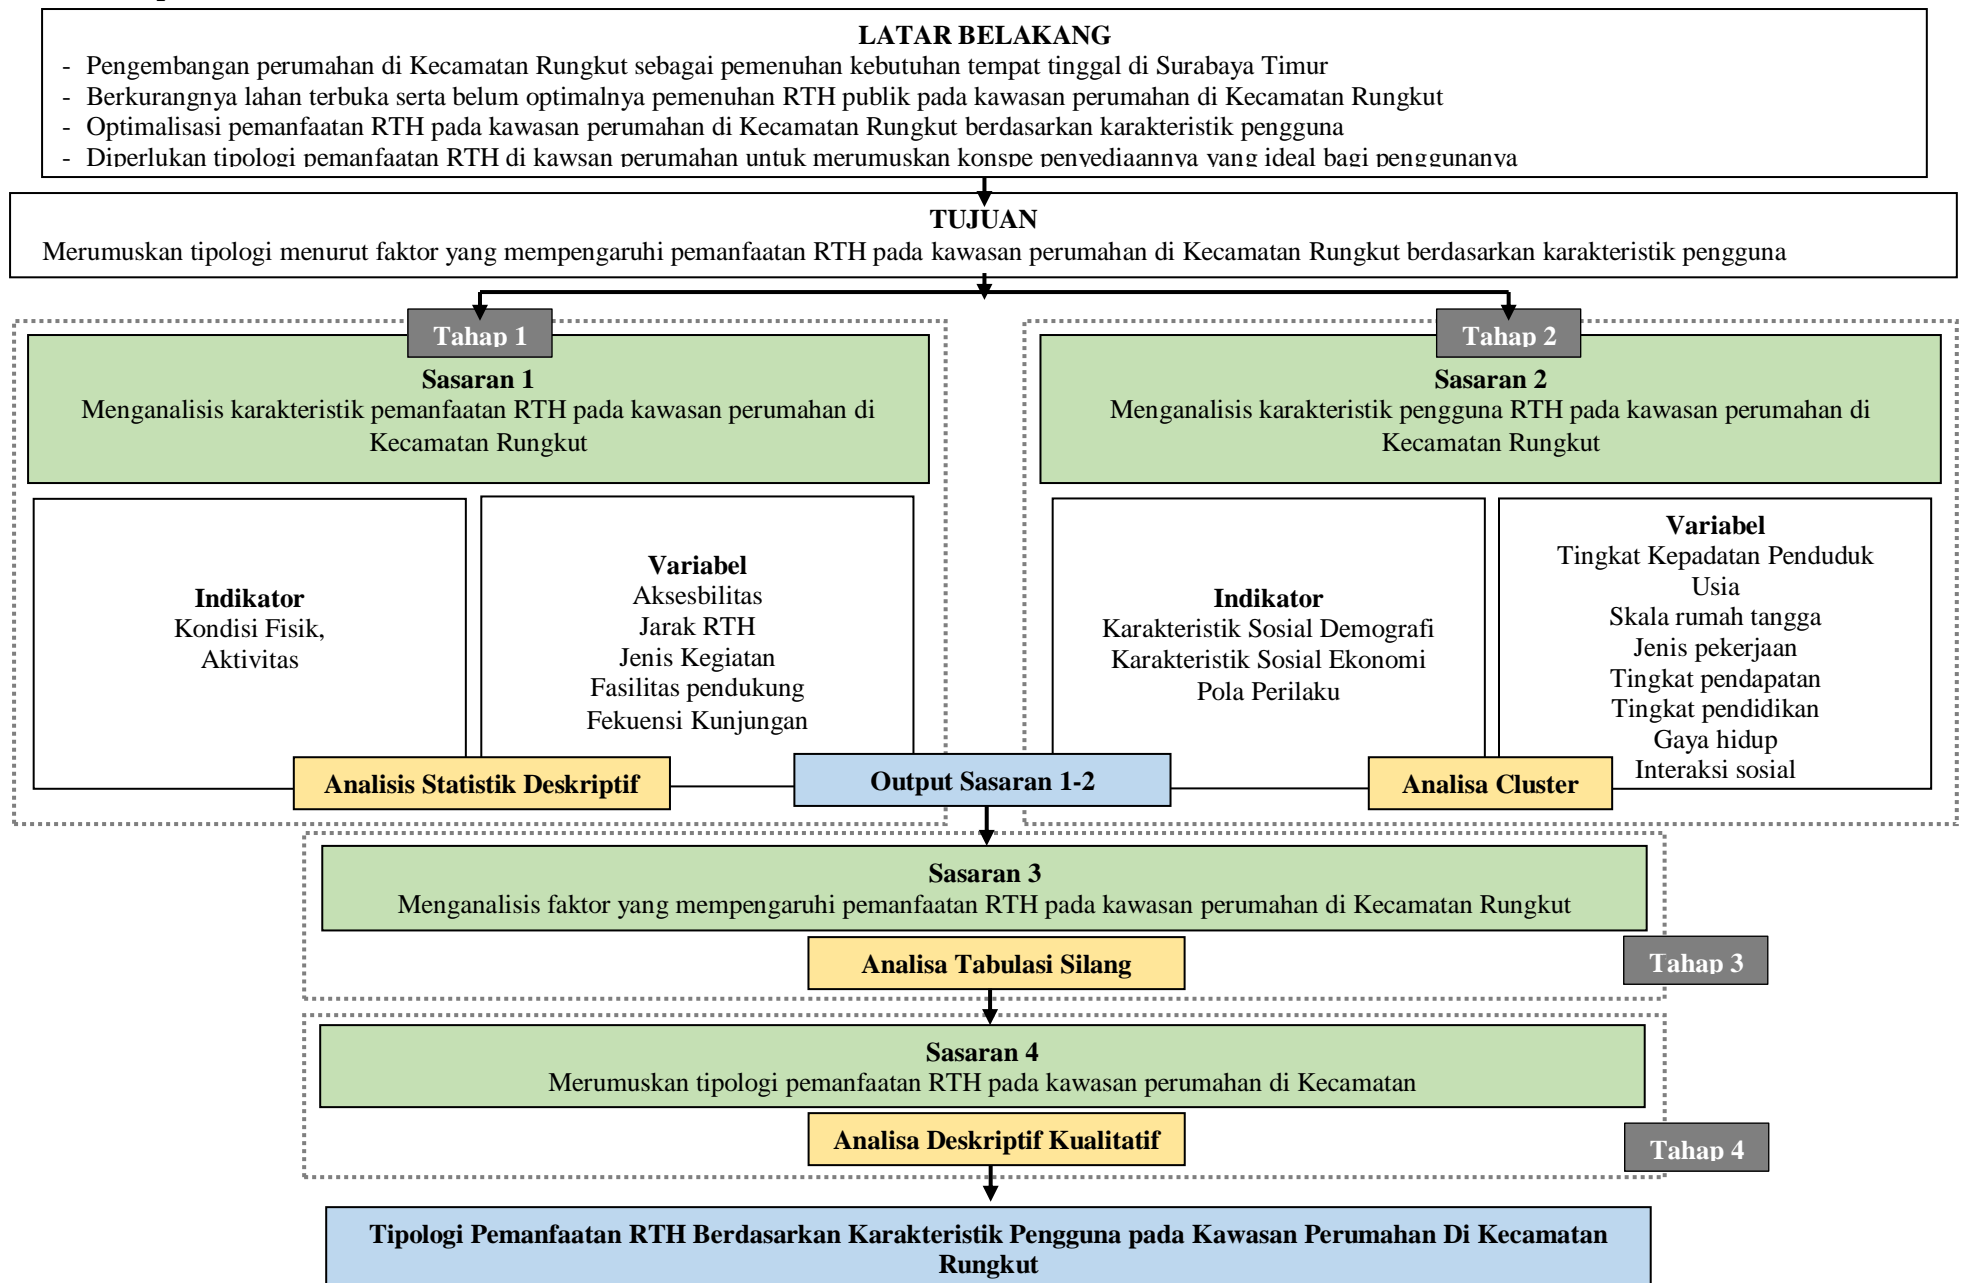 LATAR BELAKANG
- Pengembangan perumahan di Kecamatan Rungkut sebagai pemenuhan kebutuhan tempat tinggal di Surabaya Timur
- Berkurangnya lahan terbuka serta belum optimalnya pemenuhan RTH publik pada kawasan perumahan di Kecamatan Rungkut
- Optimalisasi pemanfaatan RTH pada kawasan perumahan di Kecamatan Rungkut berdasarkan karakteristik pengguna
- Diperlukan tipologi pemanfaatan RTH di kawsan perumahan untuk merumuskan konspe penyediaannya yang ideal bagi penggunanya
TUJUAN
Merumuskan tipologi menurut faktor yang mempengaruhi pemanfaatan RTH pada kawasan perumahan di Kecamatan Rungkut berdasarkan karakteristik pengguna
Tahap 1
Sasaran 1
Menganalisis karakteristik pemanfaatan RTH pada kawasan perumahan di
Kecamatan Rungkut
Indikator
Kondisi Fisik,
Aktivitas
Variabel
Aksesbilitas
Jarak RTH
Jenis Kegiatan
Fasilitas pendukung
Fekuensi Kunjungan
Analisis Statistik Deskriptif
Tahap 2
Sasaran 2
Menganalisis karakteristik pengguna RTH pada kawasan perumahan di
Kecamatan Rungkut
Indikator
Karakteristik Sosial Demografi
Karakteristik Sosial Ekonomi
Pola Perilaku
Variabel
Tingkat Kepadatan Penduduk
Usia
Skala rumah tangga
Jenis pekerjaan
Tingkat pendapatan
Tingkat pendidikan
Gaya hidup
Interaksi sosial
Analisa Cluster
Output Sasaran 1-2
Sasaran 3
Menganalisis faktor yang mempengaruhi pemanfaatan RTH pada kawasan perumahan di Kecamatan Rungkut
Analisa Tabulasi Silang
Tahap 3
Sasaran 4
Merumuskan tipologi pemanfaatan RTH pada kawasan perumahan di Kecamatan
Analisa Deskriptif Kualitatif
Tahap 4
Tipologi Pemanfaatan RTH Berdasarkan Karakteristik Pengguna pada Kawasan Perumahan Di Kecamatan
Rungkut